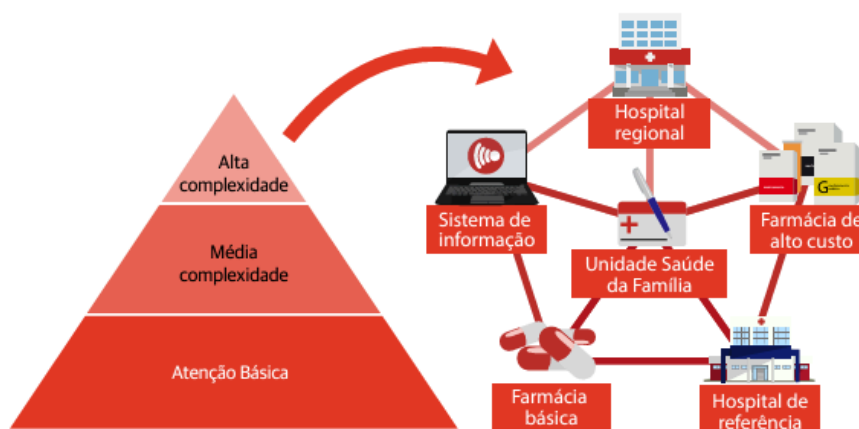 Alta
complexidade
Média
complexidade
Atenção Básica
Hospital
regional
Sistema de
informação
Farmácia de
alto custo
G
Unidade Saúde
da Família
Farmácia
básica
Hospital de
referência